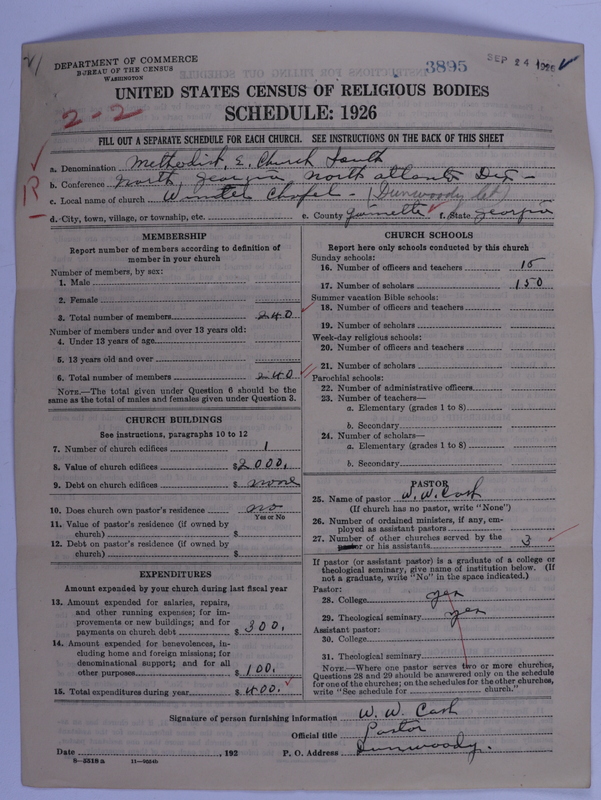 DEPARTMENT OF COMMERCE
BUREAU OF THE CENSUS
WASHINGTON
3895
SEP 24 1926
UNITED STATES CENSUS OF RELIGIOUS BODIES
SCHEDULE: 1926
2-2
FILL OUT A SEPARATE SCHEDULE FOR EACH CHURCH. SEE INSTRUCTIONS ON THE BACK OF THIS SHEET
R
a. Denomination Methodist E. Church South
b. Conference North Georgia, North Atlanta Dis -
c. Local name of church Winters Chapel - (Dunwoody
d. City, town, village, or township, etc. e. County Gwinnette f. State Georgia
MEMBERSHIP
Report number of members according to definition of
member in your church
Number of members, by sex:
1. Male
2. Female
3. Total number of members 240
Number of members under and over 13 years old:
4. Under 13 years of age
5. 13 years old and over
6. Total number of members 240
NOTE.—The total given under Question 6 should be the
same as the total of males and females given under Question 3.
CHURCH BUILDINGS
See instructions, paragraphs 10 to 12
7. Number of church edifices 1
8. Value of church edifices $2000.
9. Debt on church edifices $ none
10. Does church own pastor's residence no
Yes or No
11. Value of pastor's residence (if owned by
church) $
12. Debt on pastor's residence (if owned by
church) $
EXPENDITURES
Amount expended by your church during last fiscal year
13. Amount expended for salaries, repairs,
and other running expenses; for im-
provements or new buildings; and for
payments on church debt $ 300.
14. Amount expended for benevolences, in-
cluding home and foreign missions; for
denominational support; and for all
other purposes $ 100.
15. Total expenditures during year $ 400.
CHURCH SCHOOLS
Report here only schools conducted by this church
Sunday schools:
16. Number of officers and teachers 15
17. Number of scholars 150
Summer vacation Bible schools:
18. Number of officers and teachers
19. Number of scholars
Week-day religious schools:
20. Number of officers and teachers
21. Number of scholars
Parochial schools:
22. Number of administrative officers
23. Number of teachers—
a. Elementary (grades 1 to 8)
b. Secondary
24. Number of scholars—
a. Elementary (grades 1 to 8)
b. Secondary
PASTOR
25. Name of pastor W. W. Cash
(If church has no pastor, write "None")
26. Number of ordained ministers, if any, em-
ployed as assistant pastors
27. Number of other churches served by the
pastor or his assistants 3
If pastor (or assistant pastor) is a graduate of a college or
theological seminary, give name of institution below. (If
not a graduate, write "No" in the space indicated.)
Pastor:
28. College yes
29. Theological seminary yes
Assistant pastor:
30. College
31. Theological seminary
NOTE.—Where one pastor serves two or more churches,
Questions 28 and 29 should be answered only on the schedule
for one of the churches; on the schedules for the other churches,
write "See schedule for church."
Signature of person furnishing information W. W. Cash
Official title Pastor
Date , 192 P. O. Address Dunwoody.
8—5518 a 11—9264b